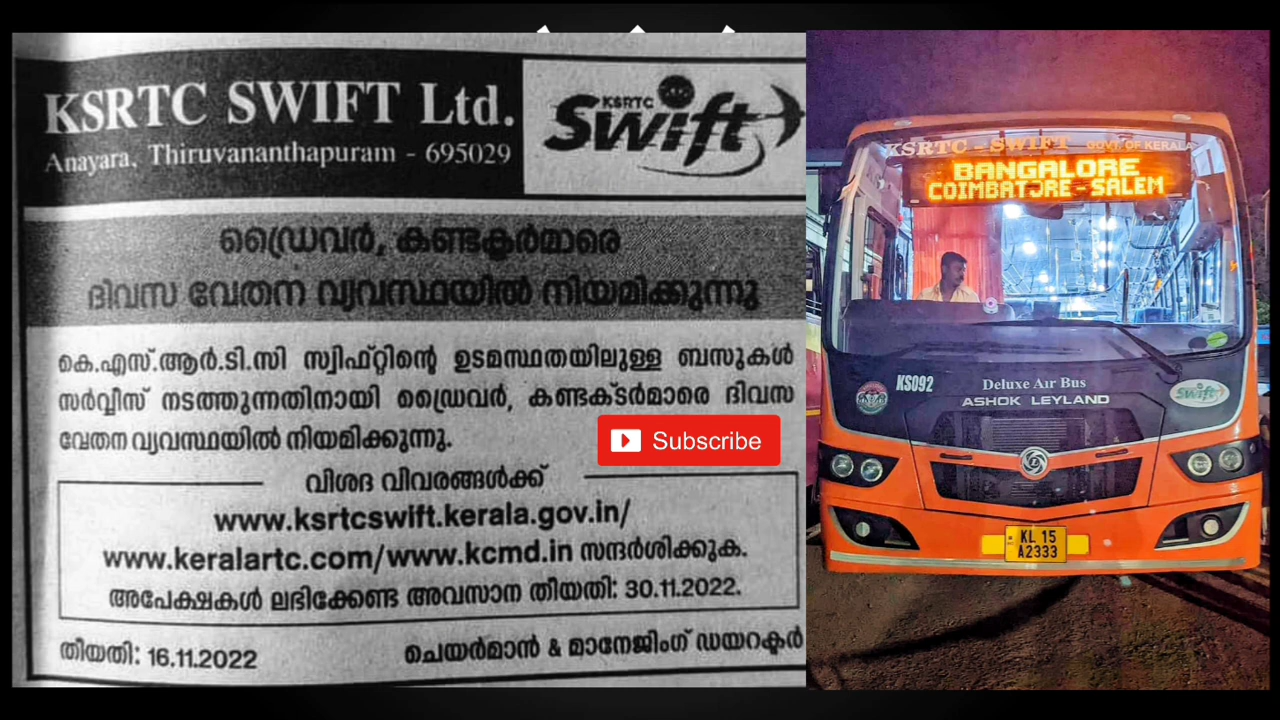 KSRTC SWIFT Ltd.
Anayara, Thiruvananthapuram - 695029
KSRTC
Swift
ഡ്രൈവർ, കണ്ടക്ടർമാരെ
ദിവസ വേതന വ്യവസ്ഥയിൽ നിയമിക്കുന്നു
കെ.എസ്.ആർ.ടി.സി സ്വിഫ്റ്റിന്റെ ഉടമസ്ഥതയിലുള്ള ബസുകൾ
സർവ്വീസ് നടത്തുന്നതിനായി ഡ്രൈവർ, കണ്ടക്ടർമാരെ ദിവസ
വേതന വ്യവസ്ഥയിൽ നിയമിക്കുന്നു.
വിശദ വിവരങ്ങൾക്ക്
www.ksrtcswift.kerala.gov.in/
www.keralartc.com/www.kcmd.in സന്ദർശിക്കുക.
അപേക്ഷകൾ ലഭിക്കേണ്ട അവസാന തീയതി: 30.11.2022.
തീയതി: 16.11.2022
ചെയർമാൻ & മാനേജിംഗ് ഡയറക്ടർ
Subscribe
KSRTC - SWIFT GOVT. OF KERALA
BANGALORE
COIMBATORE - SALEM
KS092
Deluxe Air Bus
ASHOK LEYLAND
Swift
KL 15
A2333